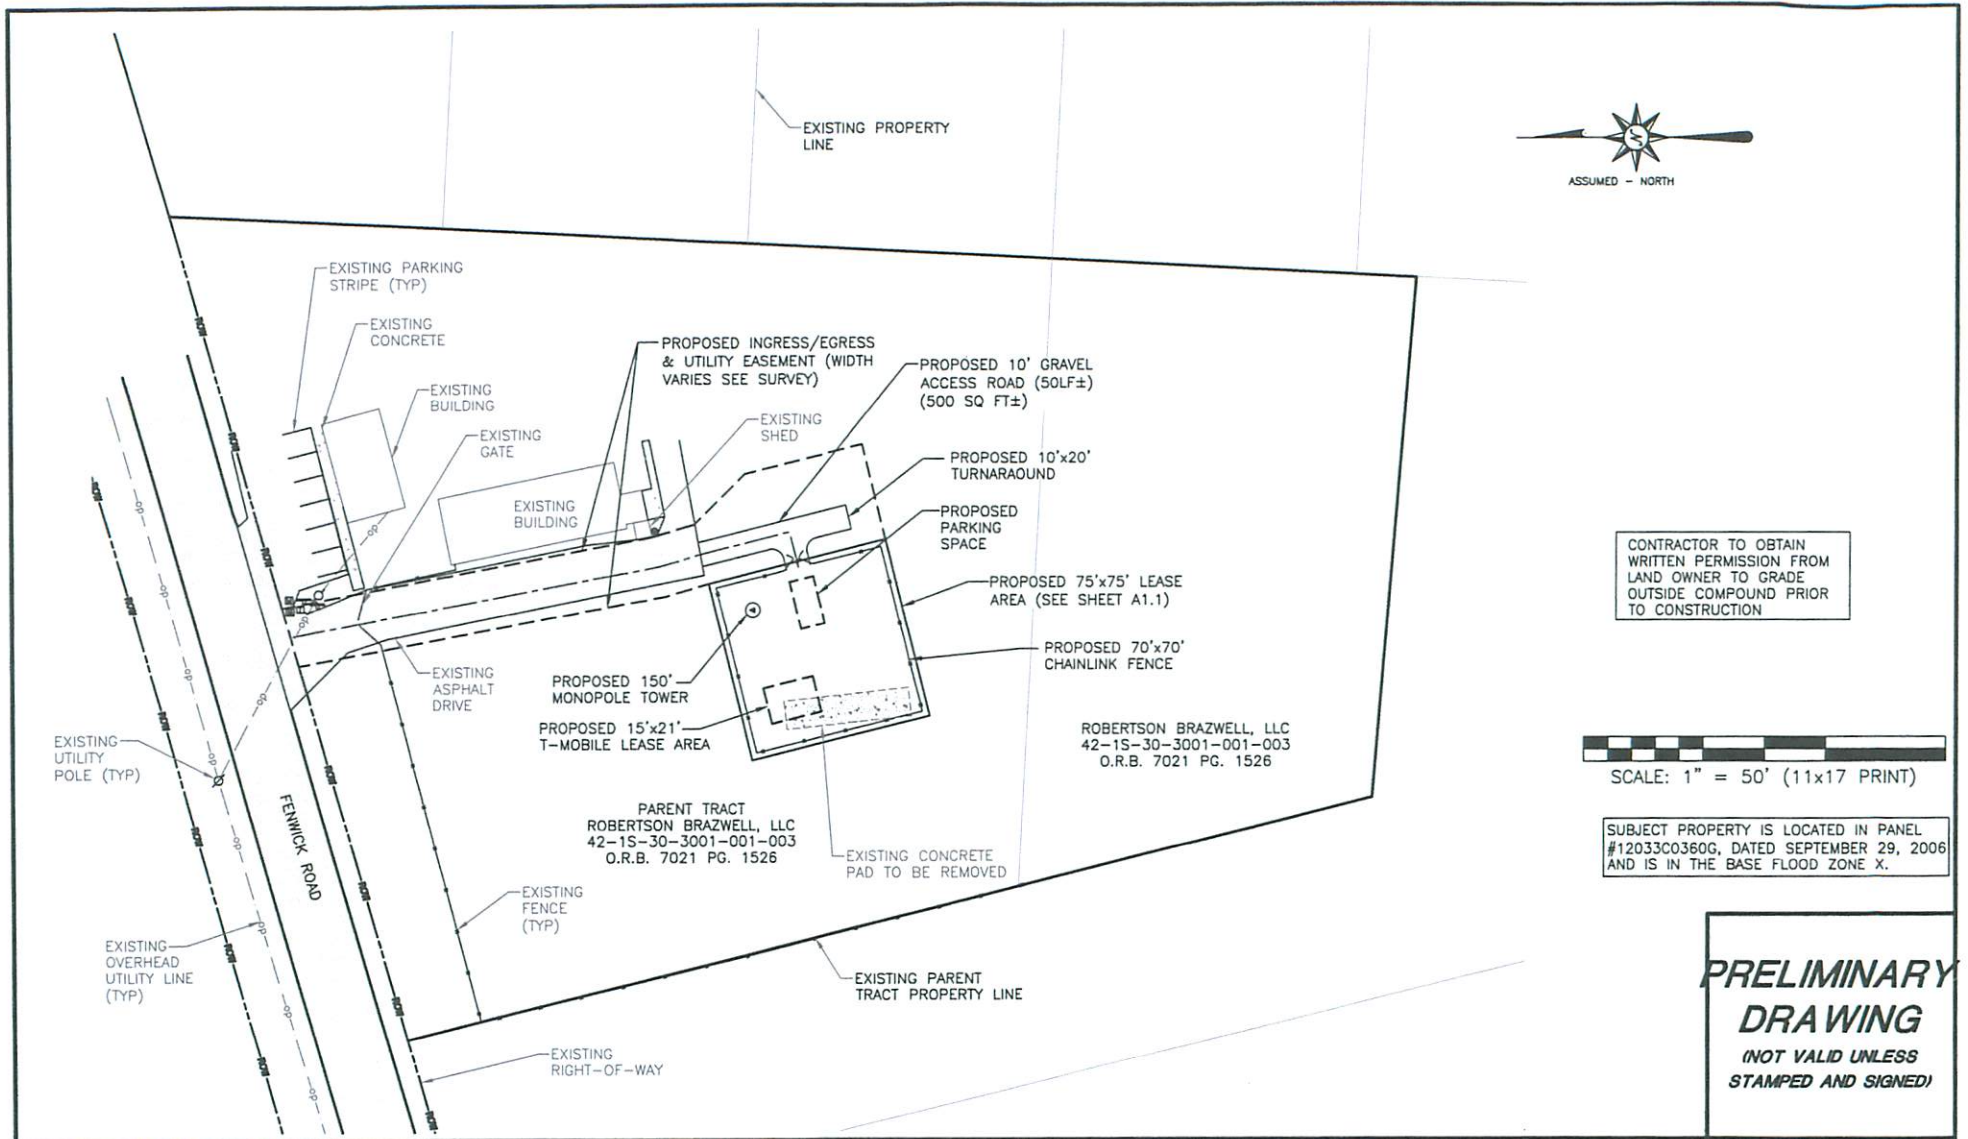 EXISTING PROPERTY
LINE
ASSUMED - NORTH
EXISTING PARKING
STRIPE (TYP)
EXISTING
CONCRETE
EXISTING
BUILDING
EXISTING
GATE
PROPOSED INGRESS/EGRESS
& UTILITY EASEMENT (WIDTH
VARIES SEE SURVEY)
EXISTING
SHED
PROPOSED 10' GRAVEL
ACCESS ROAD (50LF±)
(500 SQ FT±)
PROPOSED 10'x20'
TURNARAOUND
EXISTING
BUILDING
PROPOSED
PARKING
SPACE
PROPOSED 75'x75' LEASE
AREA (SEE SHEET A1.1)
PROPOSED 70'x70'
CHAINLINK FENCE
CONTRACTOR TO OBTAIN
WRITTEN PERMISSION FROM
LAND OWNER TO GRADE
OUTSIDE COMPOUND PRIOR
TO CONSTRUCTION
EXISTING
ASPHALT
DRIVE
PROPOSED 150'
MONOPOLE TOWER
PROPOSED 15'x21'
T-MOBILE LEASE AREA
ROBERTSON BRAZWELL, LLC
42-1S-30-3001-001-003
O.R.B. 7021 PG. 1526
EXISTING
UTILITY
POLE (TYP)
SCALE: 1" = 50' (11x17 PRINT)
FENWICK ROAD
PARENT TRACT
ROBERTSON BRAZWELL, LLC
42-1S-30-3001-001-003
O.R.B. 7021 PG. 1526
EXISTING CONCRETE
PAD TO BE REMOVED
SUBJECT PROPERTY IS LOCATED IN PANEL
#12033C0360G, DATED SEPTEMBER 29, 2006
AND IS IN THE BASE FLOOD ZONE X.
EXISTING
FENCE
(TYP)
EXISTING
OVERHEAD
UTILITY LINE
(TYP)
EXISTING PARENT
TRACT PROPERTY LINE
EXISTING
RIGHT-OF-WAY
PRELIMINARY
DRAWING
(NOT VALID UNLESS
STAMPED AND SIGNED)